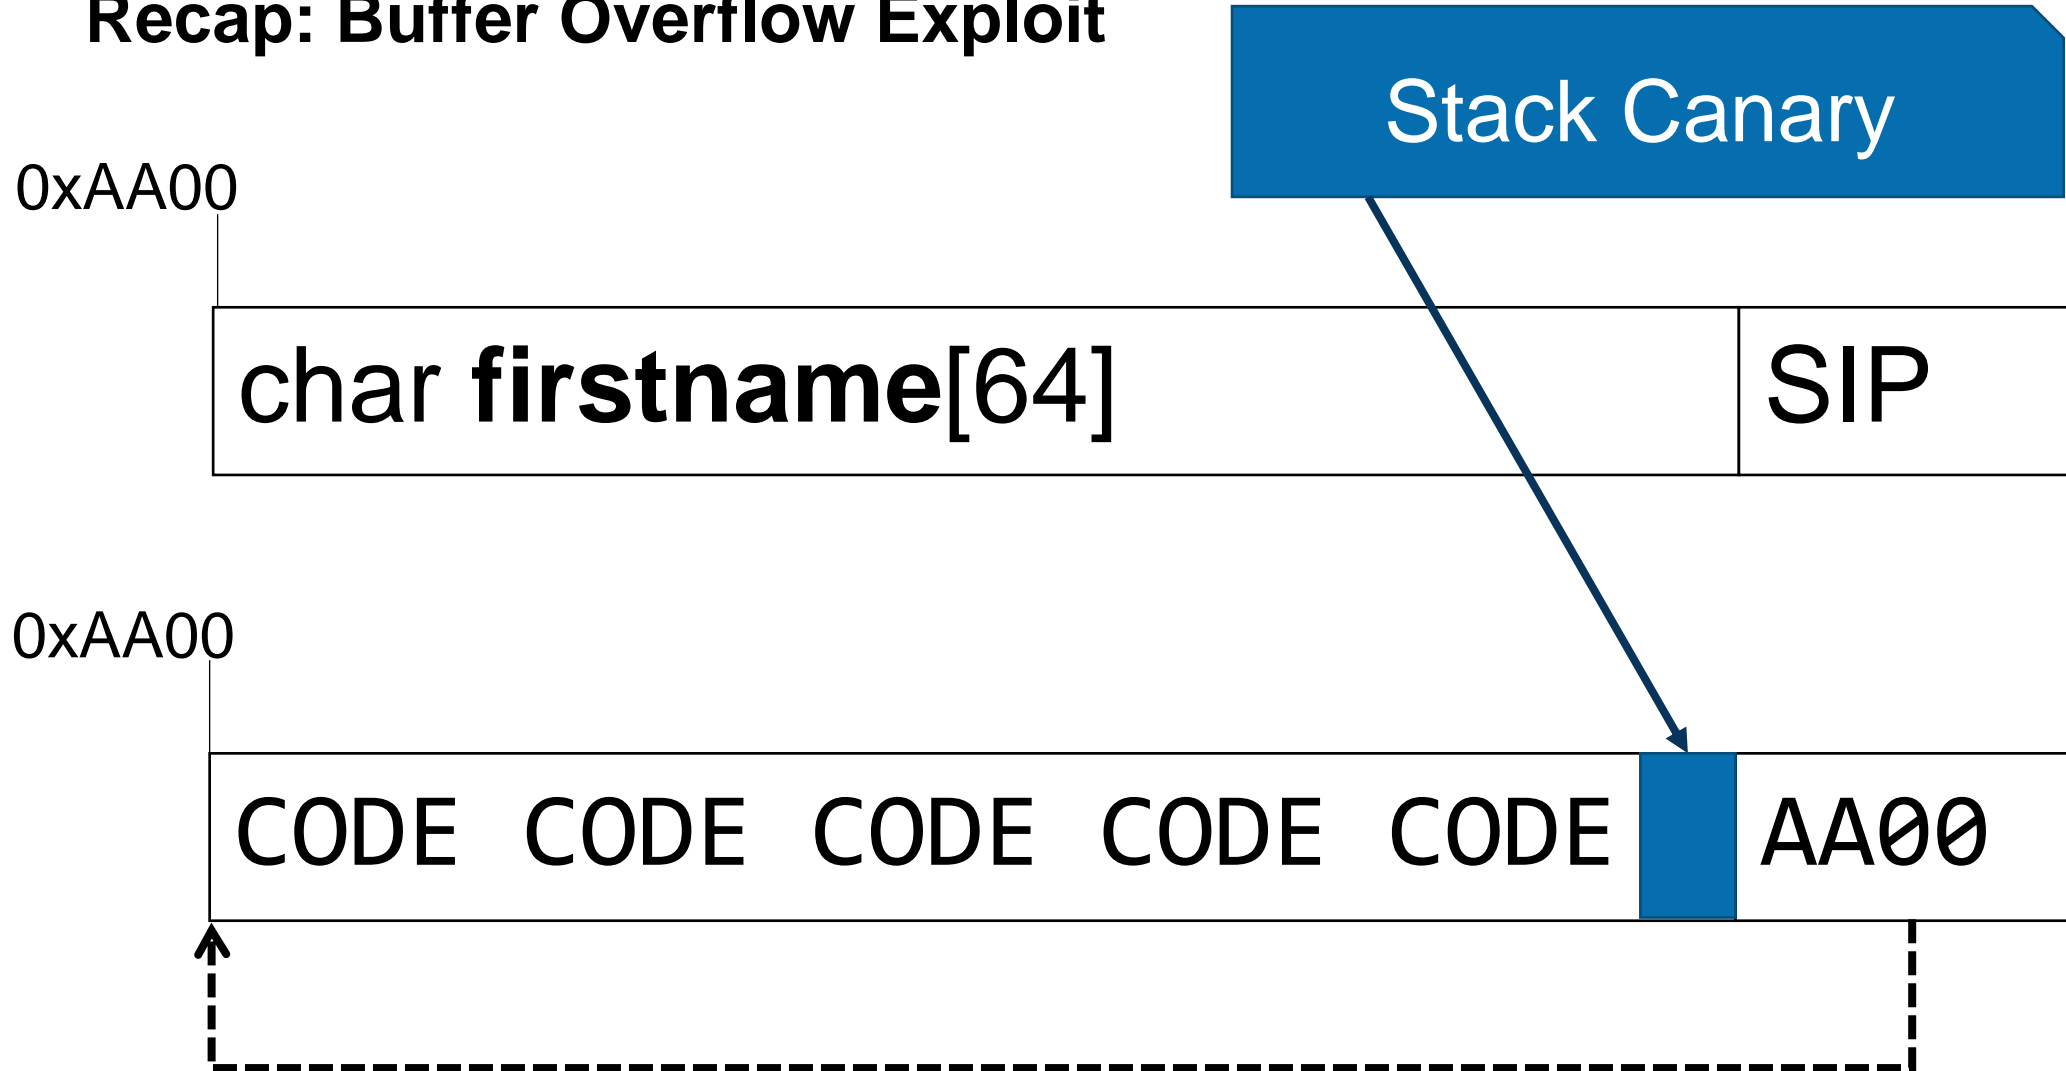 Recap: Buffer Overflow Exploit
Stack Canary
0xAA00
char firstname[64]
SIP
0xAA00
CODE CODE CODE CODE CODE
AA00